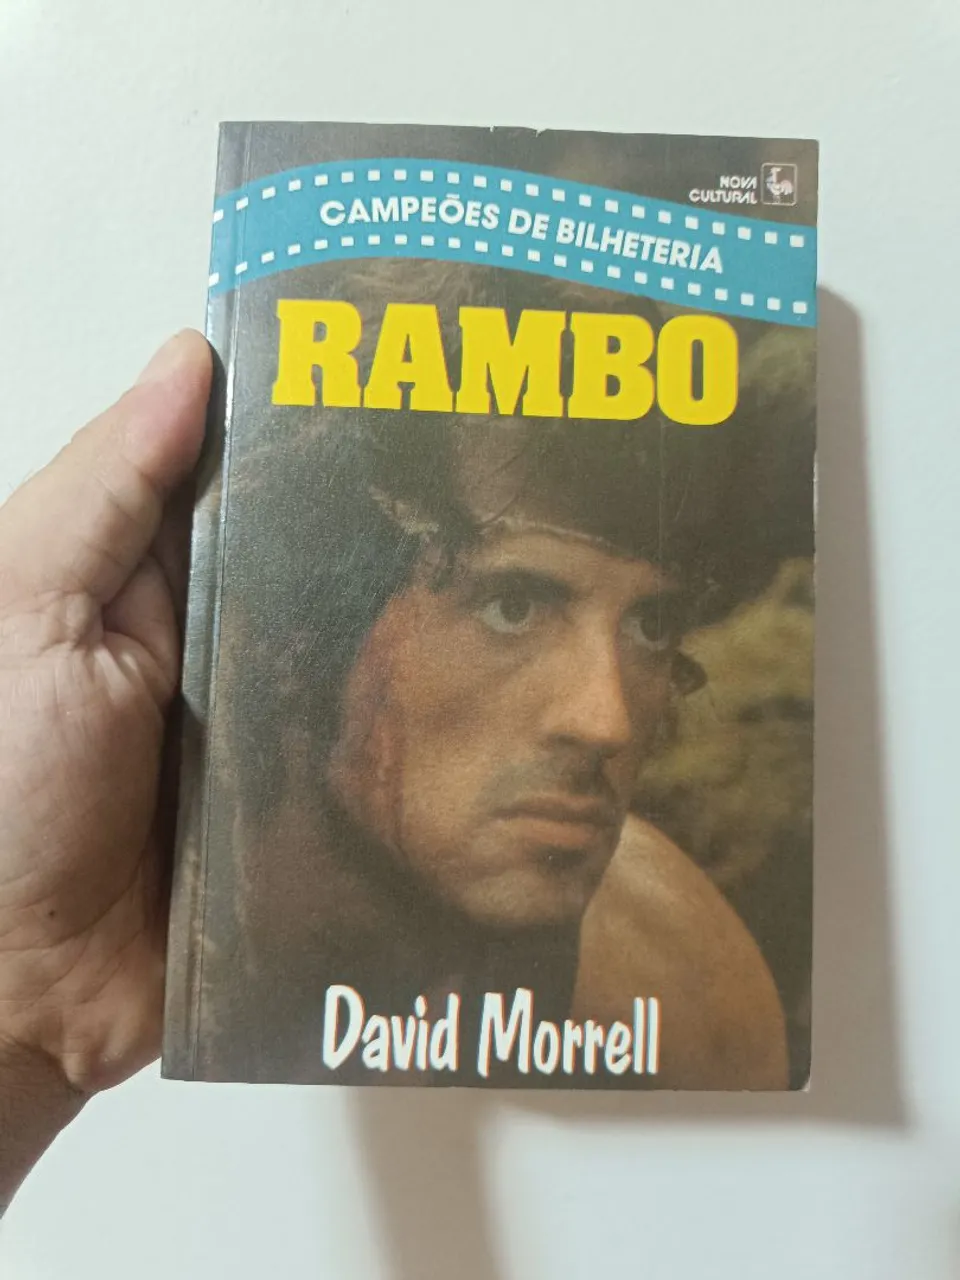 NOVA
CULTURAL
CAMPEÕES DE BILHETERIA
RAMBO
David Morrell